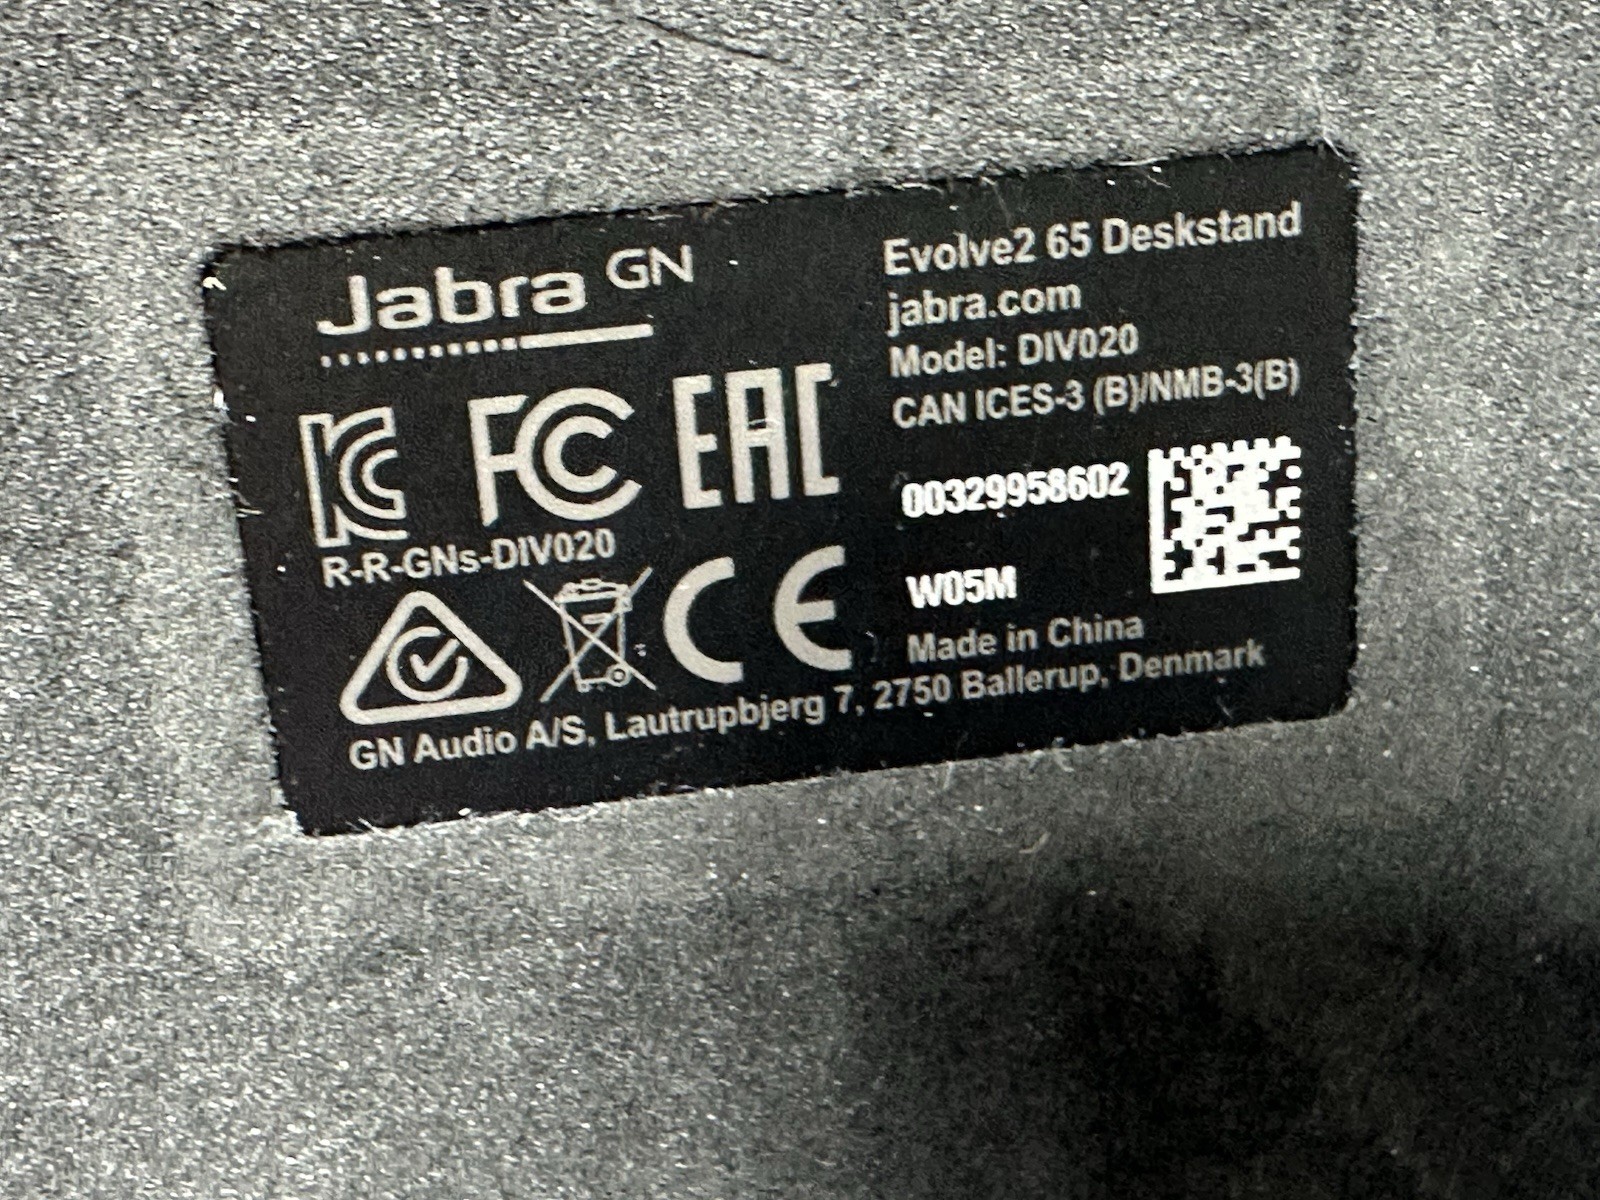 Jabra GN
Evolve2 65 Deskstand
jabra.com
Model: DIV020
CAN ICES-3 (B)/NMB-3(B)
KC FC EAC
R-R-GNs-DIV020
00329958602
CE
W05M
Made in China
GN Audio A/S, Lautrupbjerg 7, 2750 Ballerup, Denmark